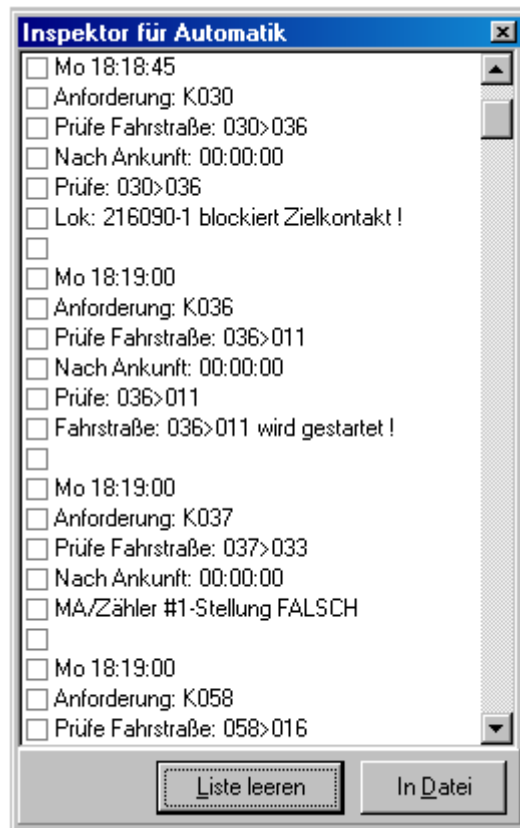 Inspektor für Automatik
Mo 18:18:45
Anforderung: K030
Prüfe Fahrstraße: 030>036
Nach Ankunft: 00:00:00
Prüfe: 030>036
Lok: 216090-1 blockiert Zielkontakt !
Mo 18:19:00
Anforderung: K036
Prüfe Fahrstraße: 036>011
Nach Ankunft: 00:00:00
Prüfe: 036>011
Fahrstraße: 036>011 wird gestartet !
Mo 18:19:00
Anforderung: K037
Prüfe Fahrstraße: 037>033
Nach Ankunft: 00:00:00
MA/Zähler #1-Stellung FALSCH
Mo 18:19:00
Anforderung: K058
Prüfe Fahrstraße: 058>016
Liste leeren In Datei